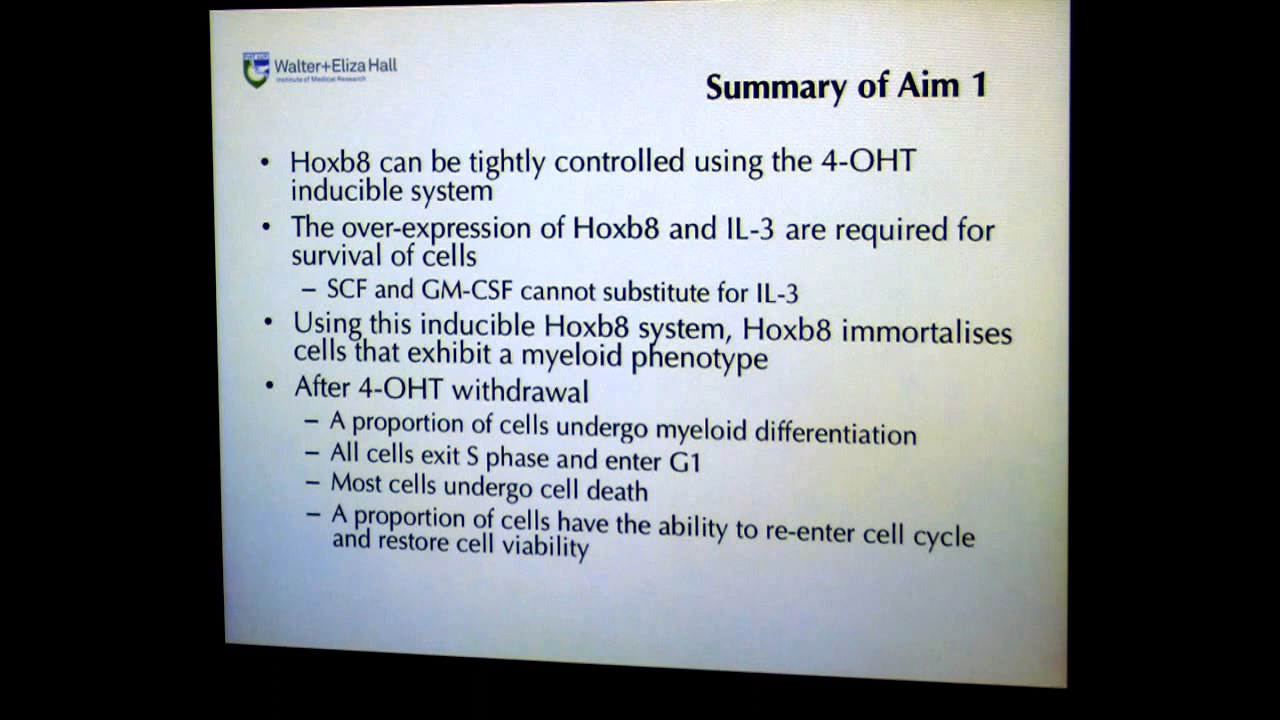 Walter+Eliza Hall
Institute of Medical Research
Summary of Aim 1
• Hoxb8 can be tightly controlled using the 4-OHT
inducible system
• The over-expression of Hoxb8 and IL-3 are required for
survival of cells
– SCF and GM-CSF cannot substitute for IL-3
• Using this inducible Hoxb8 system, Hoxb8 immortalises
cells that exhibit a myeloid phenotype
• After 4-OHT withdrawal
– A proportion of cells undergo myeloid differentiation
– All cells exit S phase and enter G1
– Most cells undergo cell death
– A proportion of cells have the ability to re-enter cell cycle
and restore cell viability